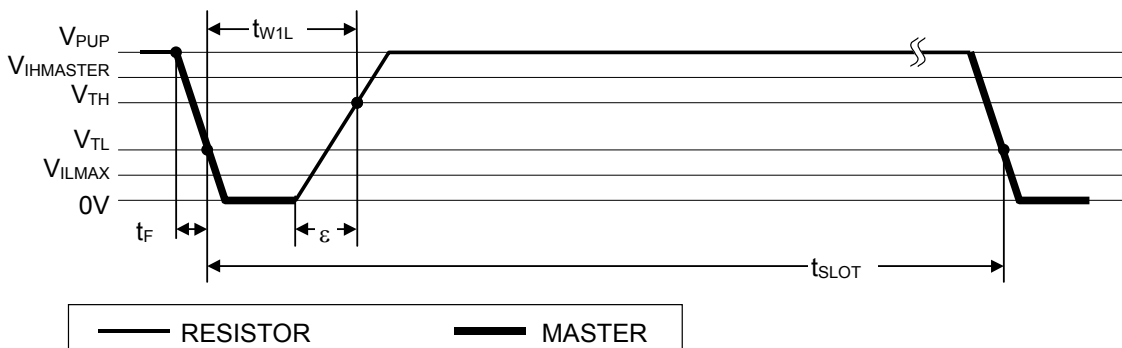 tW1L
VPUP
VIHMASTER
VTH
VTL
VILMAX
0V
tF
ε
tSLOT
RESISTOR MASTER